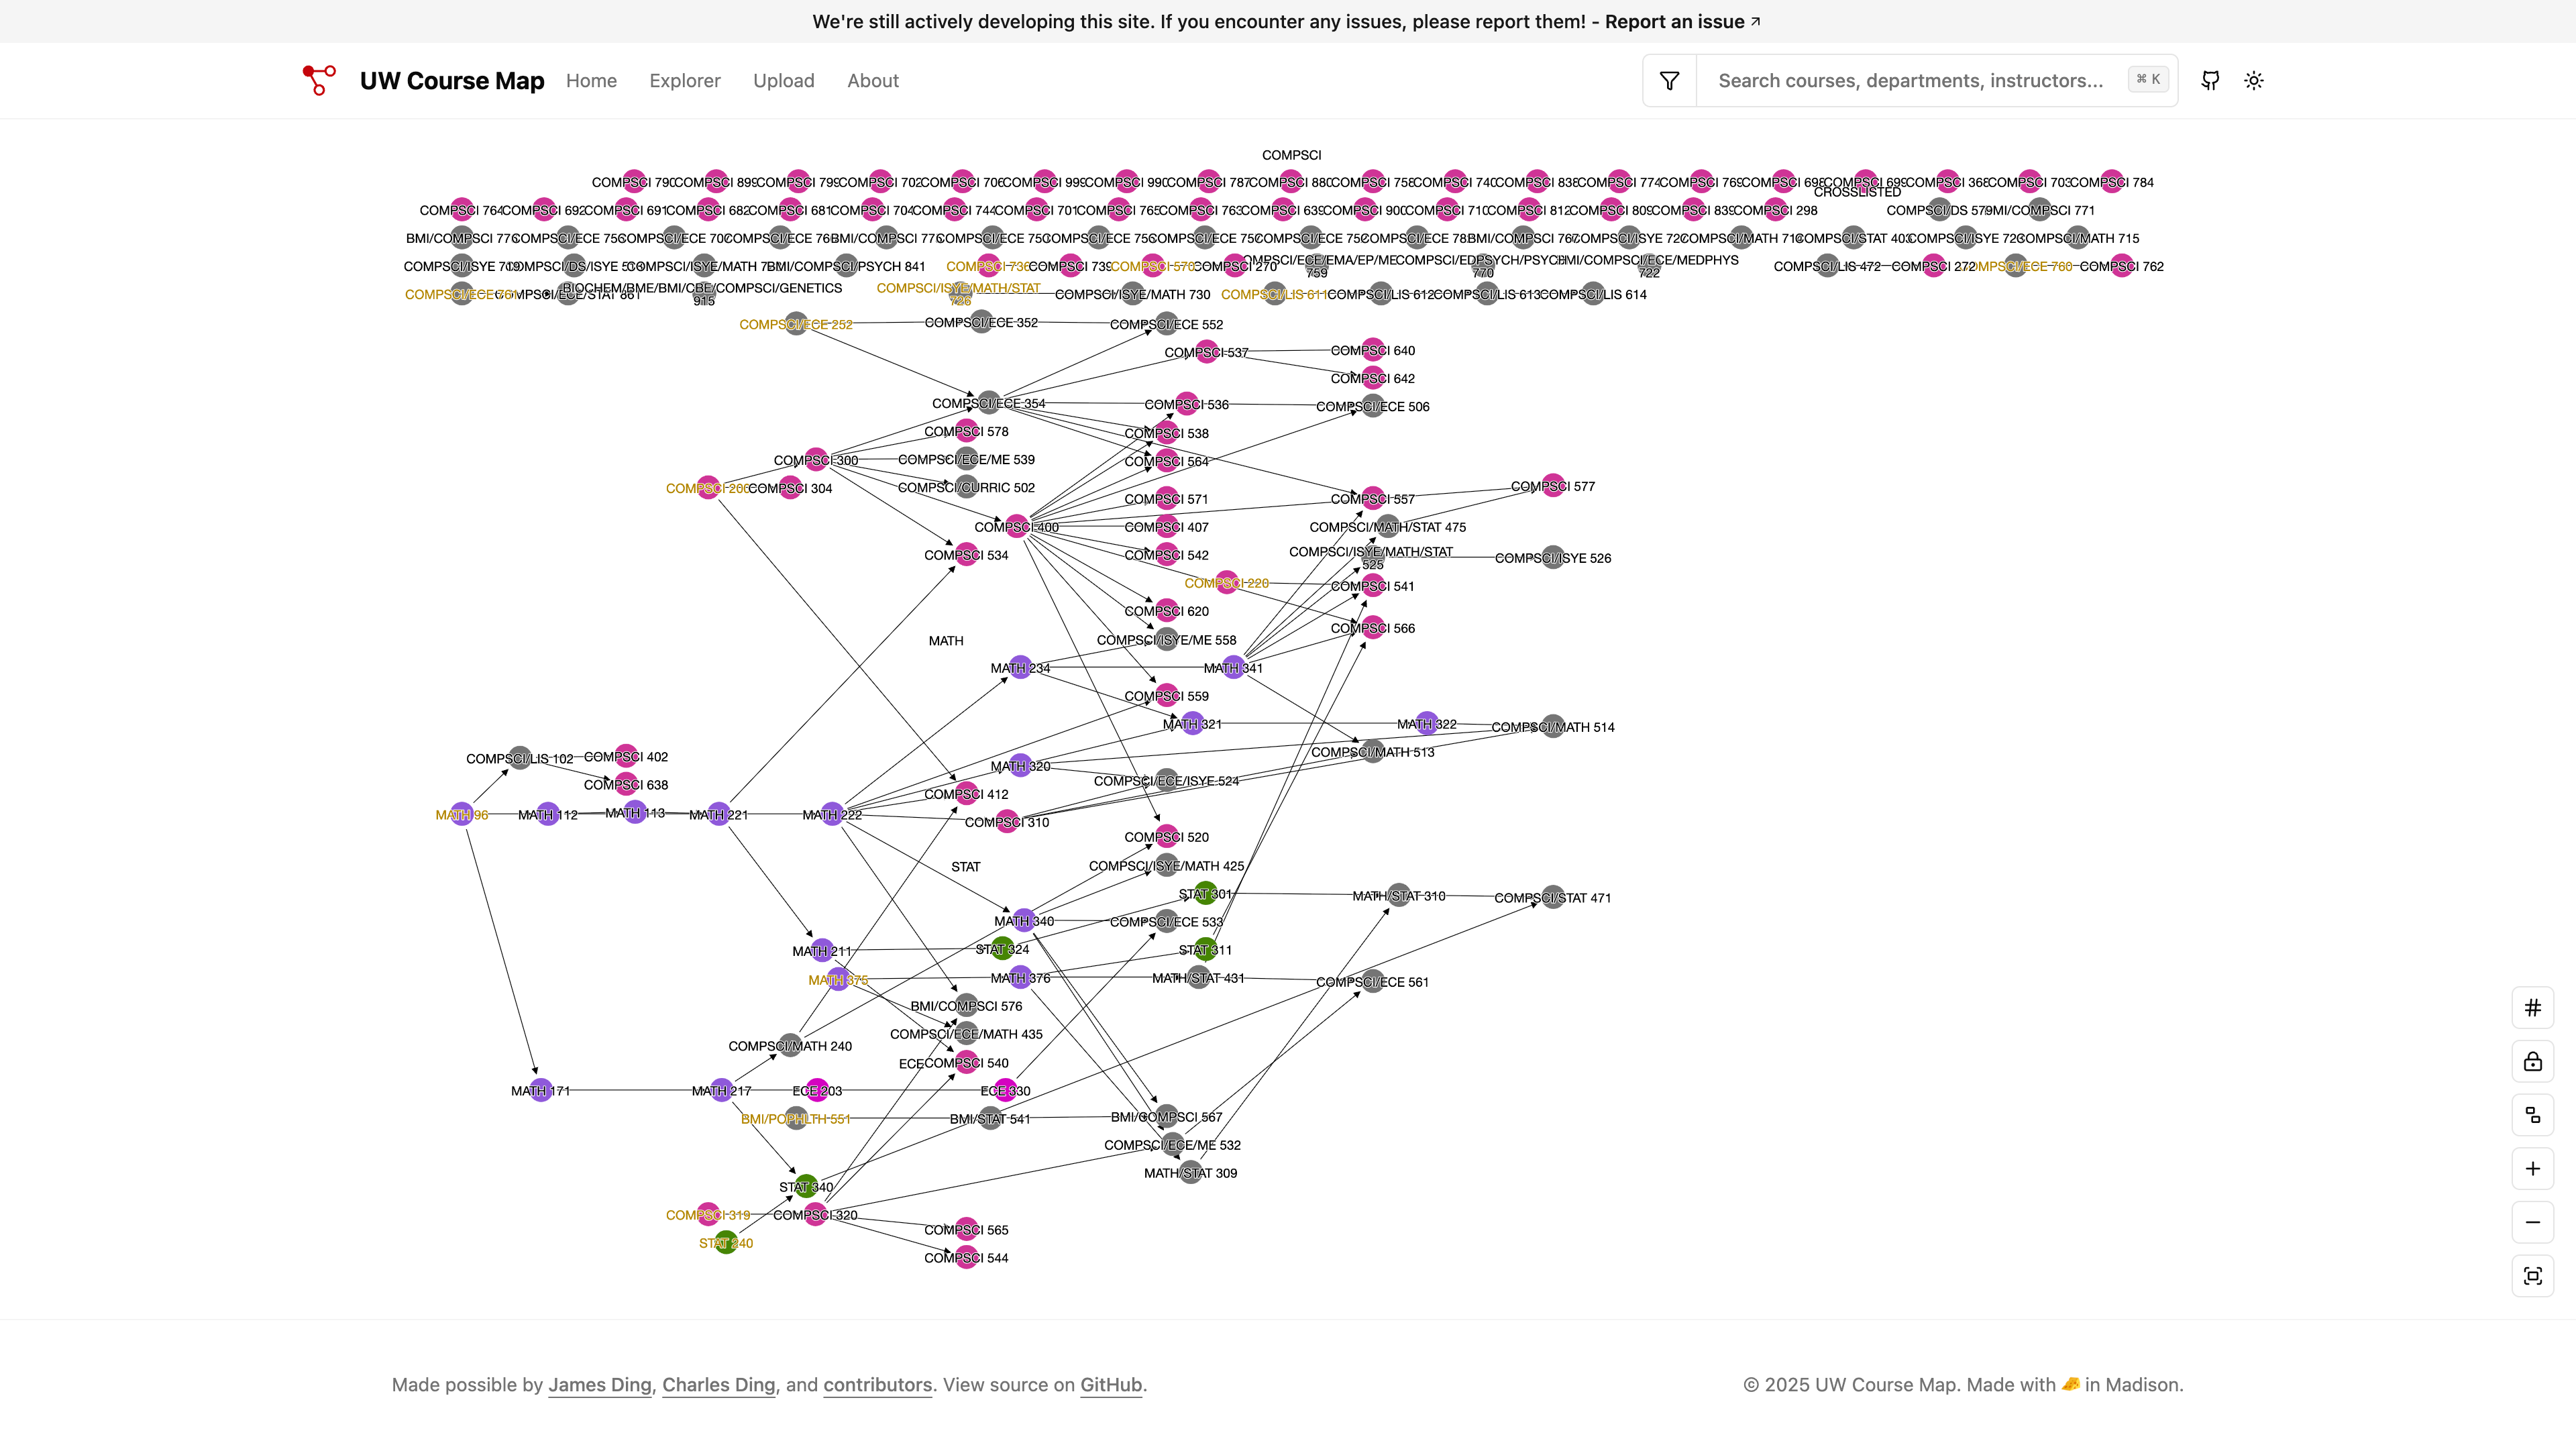 We're still actively developing this site. If you encounter any issues, please report them! - Report an issue ↗
UW Course Map Home Explorer Upload About Search courses, departments, instructors... ⌘ K
COMPSCI
COMPSCI 790 COMPSCI 899 COMPSCI 799 COMPSCI 702 COMPSCI 706 COMPSCI 999 COMPSCI 990 COMPSCI 787 COMPSCI 880 COMPSCI 758 COMPSCI 740 COMPSCI 838 COMPSCI 774 COMPSCI 769 COMPSCI 698 COMPSCI 699 COMPSCI 368 COMPSCI 703 COMPSCI 784
CROSSLISTED
COMPSCI 764 COMPSCI 692 COMPSCI 691 COMPSCI 682 COMPSCI 681 COMPSCI 704 COMPSCI 744 COMPSCI 701 COMPSCI 765 COMPSCI 763 COMPSCI 639 COMPSCI 900 COMPSCI 710 COMPSCI 812 COMPSCI 809 COMPSCI 839 COMPSCI 298 COMPSCI/DS 579 BMI/COMPSCI 771
BMI/COMPSCI COMPSCI/ECE COMPSCI/ECE COMPSCI/ECE BMI/COMPSCI COMPSCI/ECE COMPSCI/ECE COMPSCI/ECE COMPSCI/ECE COMPSCI/ECE BMI/COMPSCI COMPSCI/ISYE COMPSCI/MATH COMPSCI/STAT 403 COMPSCI/ISYE 723 COMPSCI/MATH 715
COMPSCI/ISYE COMPSCI/DS/ISYE COMPSCI/ISYE/MATH BMI/COMPSCI/PSYCH 841 COMPSCI 736 COMPSCI 739 COMPSCI 570 COMPSCI 270 COMPSCI/ECE/EMA/EP/ME COMPSCI/EDPSYCH/PSYCH BMI/COMPSCI/ECE/MEDPHYS COMPSCI/LIS 472 COMPSCI 272 COMPSCI/ECE 760 COMPSCI 762
759 770 722
COMPSCI/ECE 761 COMPSCI/ECE/STAT 861 BIOCHEM/BME/BMI/CBE/COMPSCI/GENETICS COMPSCI/ISYE/MATH/STAT COMPSCI/ISYE/MATH 730 COMPSCI/LIS 611 COMPSCI/LIS 612 COMPSCI/LIS 613 COMPSCI/LIS 614
915 726
COMPSCI/ECE 252 COMPSCI/ECE 352 COMPSCI/ECE 552
COMPSCI 537 COMPSCI 640
COMPSCI 642
COMPSCI/ECE 354 COMPSCI 536 COMPSCI/ECE 506
COMPSCI 578 COMPSCI 538
COMPSCI 300 COMPSCI/ECE/ME 539 COMPSCI 564
COMPSCI 200 COMPSCI 304 COMPSCI/CURRIC 502 COMPSCI 577
COMPSCI 571 COMPSCI 557
COMPSCI 400 COMPSCI 407 COMPSCI/MATH/STAT 475
COMPSCI 534 COMPSCI 542 COMPSCI/ISYE/MATH/STAT COMPSCI/ISYE 526
525
COMPSCI 220 COMPSCI 541
COMPSCI 620 COMPSCI 566
MATH COMPSCI/ISYE/ME 558
MATH 234 MATH 341
COMPSCI 559
MATH 321 MATH 322 COMPSCI/MATH 514
COMPSCI/LIS 102 COMPSCI 402 COMPSCI/MATH 513
MATH 320 COMPSCI/ECE/ISYE 524
COMPSCI 638 COMPSCI 412
MATH 96 MATH 112 MATH 113 MATH 221 MATH 222 COMPSCI 310
COMPSCI 520
STAT COMPSCI/ISYE/MATH 425
STAT 301 MATH/STAT 310 COMPSCI/STAT 471
MATH 340 COMPSCI/ECE 533
MATH 211 STAT 324 STAT 311
MATH 375 MATH 376 MATH/STAT 431 COMPSCI/ECE 561
BMI/COMPSCI 576
COMPSCI/ECE/MATH 435
COMPSCI/MATH 240
ECE COMPSCI 540
MATH 171 MATH 217 ECE 203 ECE 330
BMI/POPHLTH 551 BMI/STAT 541 BMI/COMPSCI 567
COMPSCI/ECE/ME 532
MATH/STAT 309
STAT 340
COMPSCI 319 COMPSCI 320
COMPSCI 565
STAT 240
COMPSCI 544
Made possible by James Ding, Charles Ding, and contributors. View source on GitHub. © 2025 UW Course Map. Made with 🧀 in Madison.